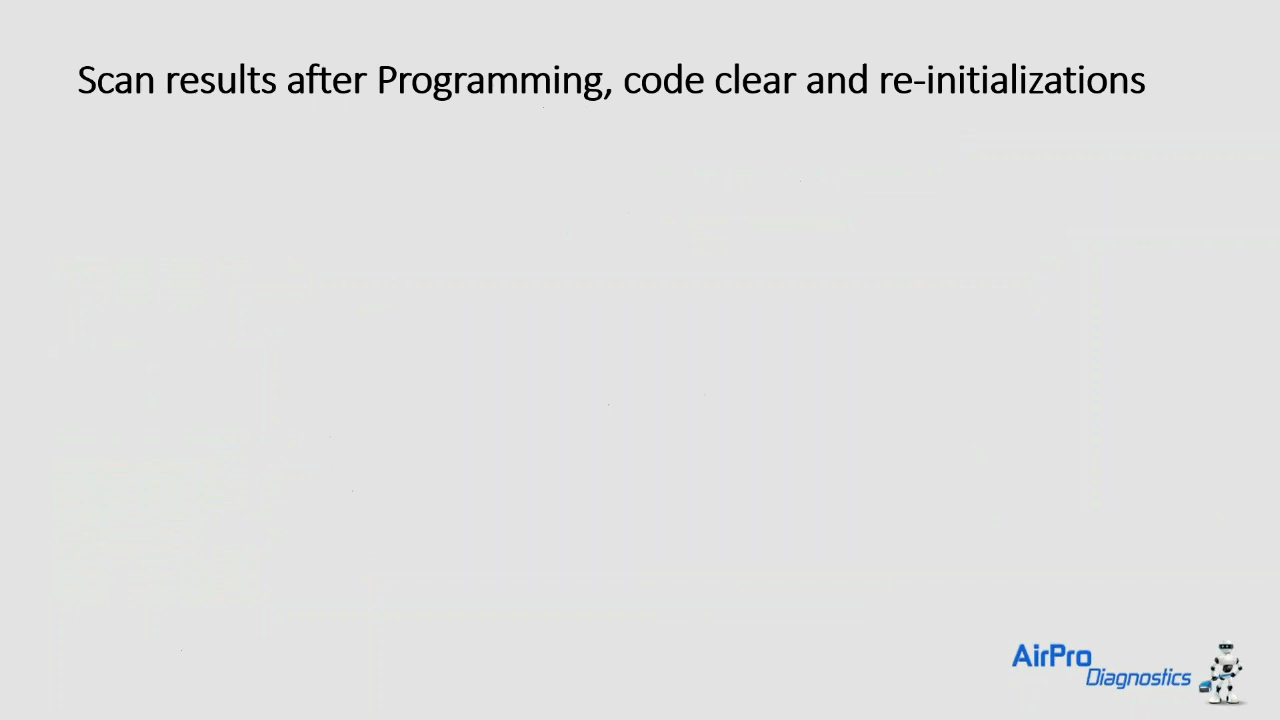 Scan results after Programming, code clear and re-initializations
AirPro
Diagnostics